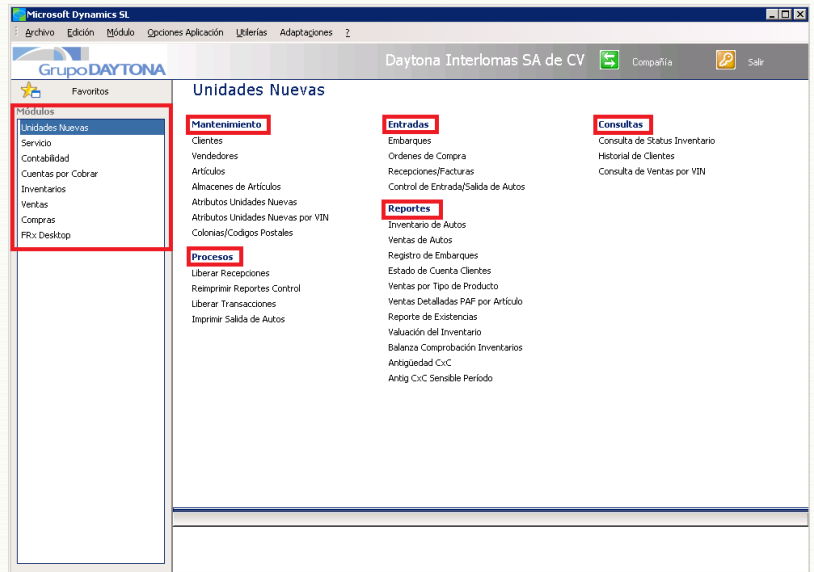 Microsoft Dynamics SL
Archivo Edición Módulo Opciones Aplicación Utilerías Adaptaciones ?
Grupo DAYTONA
Daytona Interlomas SA de CV Compañía Salir
Favoritos
Módulos
Unidades Nuevas
Servicio
Contabilidad
Cuentas por Cobrar
Inventarios
Ventas
Compras
FRx Desktop
Unidades Nuevas
Mantenimiento
Clientes
Vendedores
Artículos
Almacenes de Artículos
Atributos Unidades Nuevas
Atributos Unidades Nuevas por VIN
Colonias/Codigos Postales
Procesos
Liberar Recepciones
Reimprimir Reportes Control
Liberar Transacciones
Imprimir Salida de Autos
Entradas
Embarques
Ordenes de Compra
Recepciones/Facturas
Control de Entrada/Salida de Autos
Reportes
Inventario de Autos
Ventas de Autos
Registro de Embarques
Estado de Cuenta Clientes
Ventas por Tipo de Producto
Ventas Detalladas PAF por Artículo
Reporte de Existencias
Valuación del Inventario
Balanza Comprobación Inventarios
Antigüedad CxC
Antig CxC Sensible Período
Consultas
Consulta de Status Inventario
Historial de Clientes
Consulta de Ventas por VIN